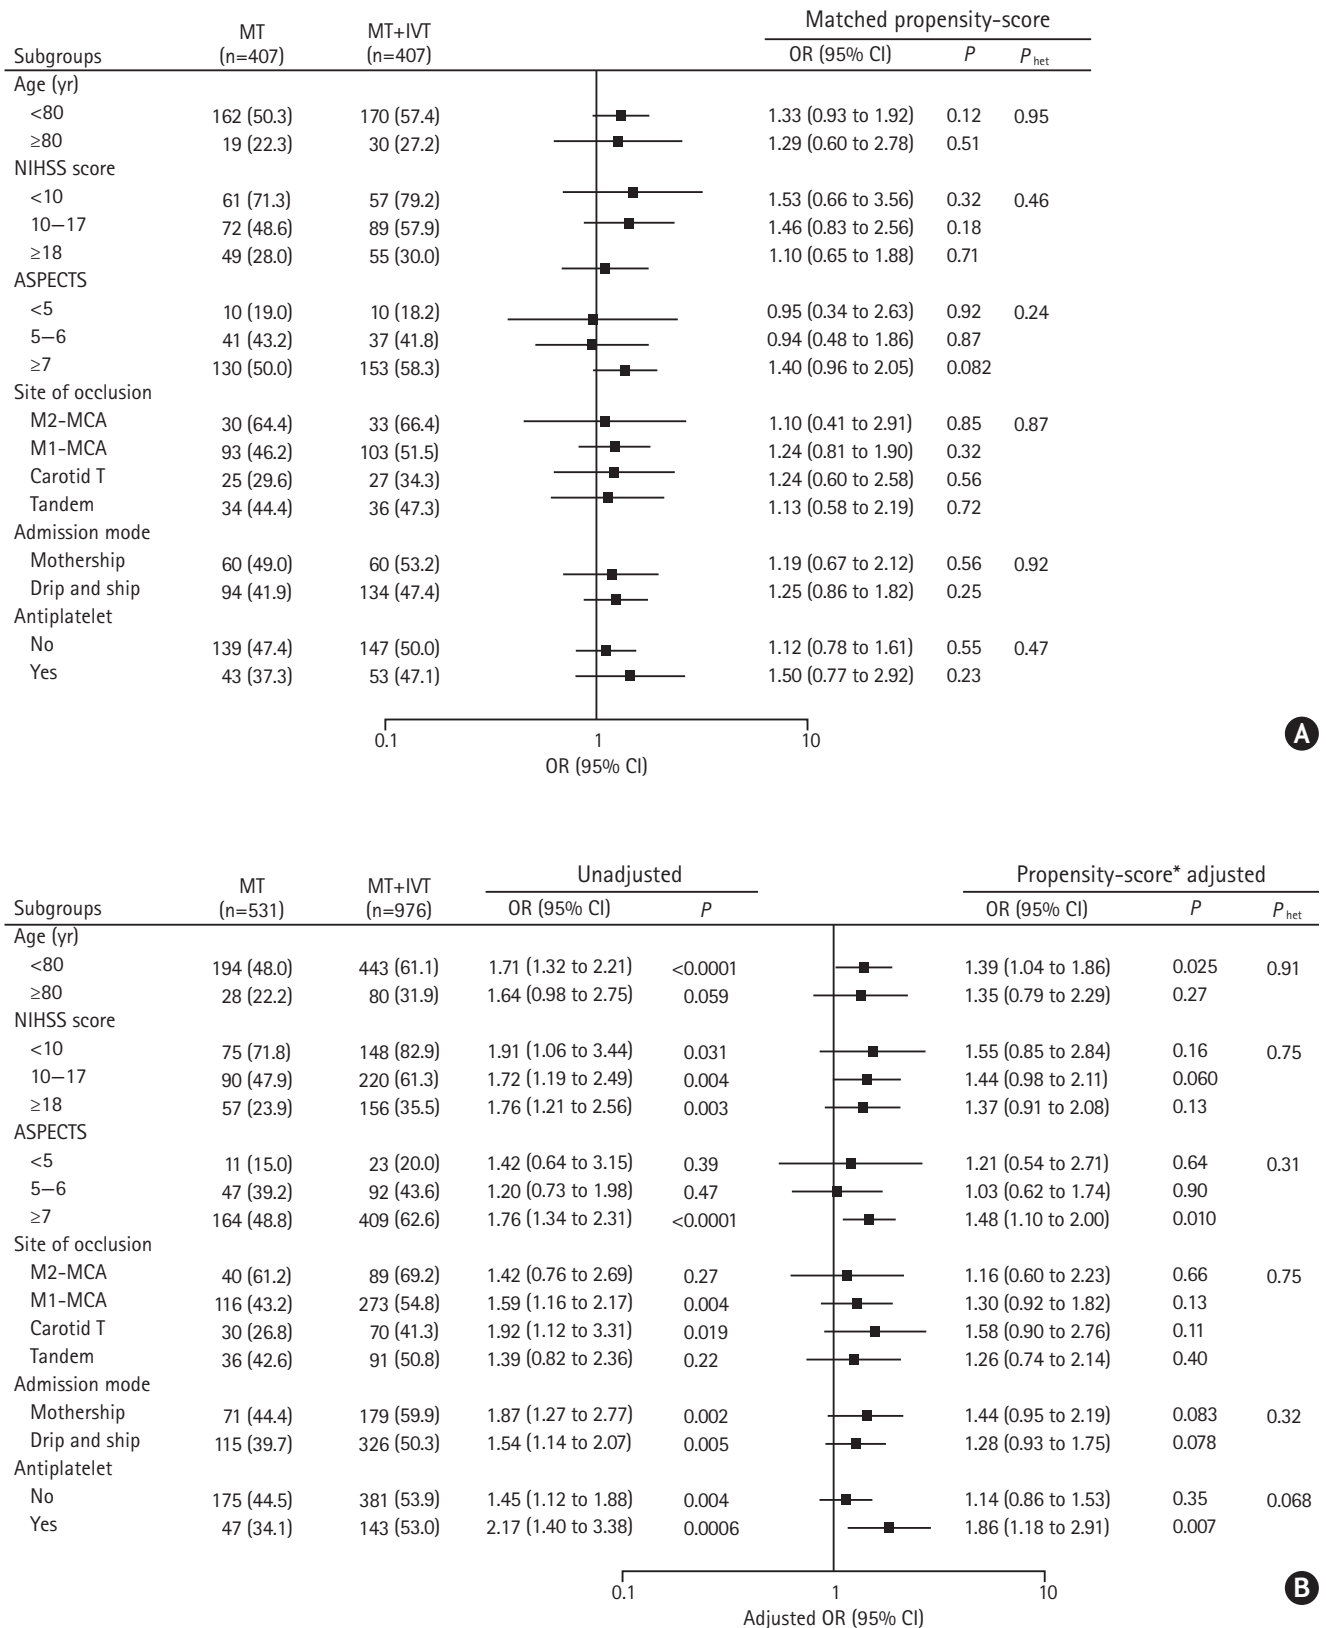 Matched propensity-score
MT MT+IVT
Subgroups (n=407) (n=407) OR (95% CI) P P het
Age (yr)
<80 162 (50.3) 170 (57.4) 1.33 (0.93 to 1.92) 0.12 0.95
≥80 19 (22.3) 30 (27.2) 1.29 (0.60 to 2.78) 0.51
NIHSS score
<10 61 (71.3) 57 (79.2) 1.53 (0.66 to 3.56) 0.32 0.46
10–17 72 (48.6) 89 (57.9) 1.46 (0.83 to 2.56) 0.18
≥18 49 (28.0) 55 (30.0) 1.10 (0.65 to 1.88) 0.71
ASPECTS
<5 10 (19.0) 10 (18.2) 0.95 (0.34 to 2.63) 0.92 0.24
5–6 41 (43.2) 37 (41.8) 0.94 (0.48 to 1.86) 0.87
≥7 130 (50.0) 153 (58.3) 1.40 (0.96 to 2.05) 0.082
Site of occlusion
M2-MCA 30 (64.4) 33 (66.4) 1.10 (0.41 to 2.91) 0.85 0.87
M1-MCA 93 (46.2) 103 (51.5) 1.24 (0.81 to 1.90) 0.32
Carotid T 25 (29.6) 27 (34.3) 1.24 (0.60 to 2.58) 0.56
Tandem 34 (44.4) 36 (47.3) 1.13 (0.58 to 2.19) 0.72
Admission mode
Mothership 60 (49.0) 60 (53.2) 1.19 (0.67 to 2.12) 0.56 0.92
Drip and ship 94 (41.9) 134 (47.4) 1.25 (0.86 to 1.82) 0.25
Antiplatelet
No 139 (47.4) 147 (50.0) 1.12 (0.78 to 1.61) 0.55 0.47
Yes 43 (37.3) 53 (47.1) 1.50 (0.77 to 2.92) 0.23
0.1 1 10
OR (95% CI)
A
Unadjusted Propensity-score* adjusted
MT MT+IVT
Subgroups (n=531) (n=976) OR (95% CI) P OR (95% CI) P P het
Age (yr)
<80 194 (48.0) 443 (61.1) 1.71 (1.32 to 2.21) <0.0001 1.39 (1.04 to 1.86) 0.025 0.91
≥80 28 (22.2) 80 (31.9) 1.64 (0.98 to 2.75) 0.059 1.35 (0.79 to 2.29) 0.27
NIHSS score
<10 75 (71.8) 148 (82.9) 1.91 (1.06 to 3.44) 0.031 1.55 (0.85 to 2.84) 0.16 0.75
10–17 90 (47.9) 220 (61.3) 1.72 (1.19 to 2.49) 0.004 1.44 (0.98 to 2.11) 0.060
≥18 57 (23.9) 156 (35.5) 1.76 (1.21 to 2.56) 0.003 1.37 (0.91 to 2.08) 0.13
ASPECTS
<5 11 (15.0) 23 (20.0) 1.42 (0.64 to 3.15) 0.39 1.21 (0.54 to 2.71) 0.64 0.31
5–6 47 (39.2) 92 (43.6) 1.20 (0.73 to 1.98) 0.47 1.03 (0.62 to 1.74) 0.90
≥7 164 (48.8) 409 (62.6) 1.76 (1.34 to 2.31) <0.0001 1.48 (1.10 to 2.00) 0.010
Site of occlusion
M2-MCA 40 (61.2) 89 (69.2) 1.42 (0.76 to 2.69) 0.27 1.16 (0.60 to 2.23) 0.66 0.75
M1-MCA 116 (43.2) 273 (54.8) 1.59 (1.16 to 2.17) 0.004 1.30 (0.92 to 1.82) 0.13
Carotid T 30 (26.8) 70 (41.3) 1.92 (1.12 to 3.31) 0.019 1.58 (0.90 to 2.76) 0.11
Tandem 36 (42.6) 91 (50.8) 1.39 (0.82 to 2.36) 0.22 1.26 (0.74 to 2.14) 0.40
Admission mode
Mothership 71 (44.4) 179 (59.9) 1.87 (1.27 to 2.77) 0.002 1.44 (0.95 to 2.19) 0.083 0.32
Drip and ship 115 (39.7) 326 (50.3) 1.54 (1.14 to 2.07) 0.005 1.28 (0.93 to 1.75) 0.078
Antiplatelet
No 175 (44.5) 381 (53.9) 1.45 (1.12 to 1.88) 0.004 1.14 (0.86 to 1.53) 0.35 0.068
Yes 47 (34.1) 143 (53.0) 2.17 (1.40 to 3.38) 0.0006 1.86 (1.18 to 2.91) 0.007
0.1 1 10
Adjusted OR (95% CI)
B